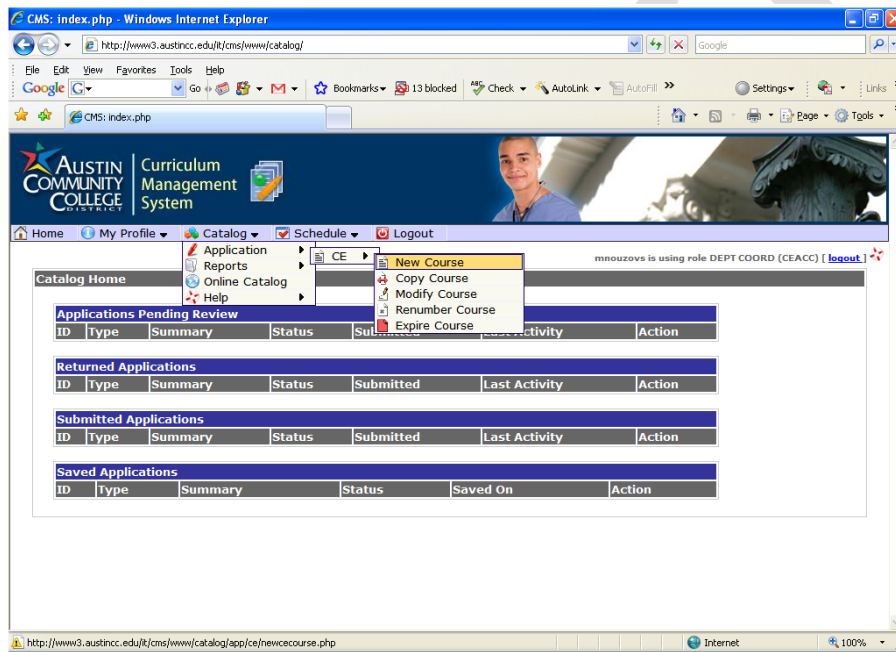 CMS: index.php - Windows Internet Explorer
http://www3.austincc.edu/it/cms/www/catalog/
Google
File Edit View Favorites Tools Help
Google G Go Bookmarks 13 blocked ABC Check AutoLink AutoFill » Settings Links
CMS: index.php Page Tools
AUSTIN COMMUNITY COLLEGE DISTRICT
Curriculum Management System
Home My Profile Catalog Schedule Logout
Application CE New Course
Reports Copy Course
Online Catalog Modify Course
Help Renumber Course
Expire Course
mnouzovs is using role DEPT COORD (CEACC) [ logout ]
Catalog Home
Applications Pending Review
ID Type Summary Status Last Activity Action
Returned Applications
ID Type Summary Status Submitted Last Activity Action
Submitted Applications
ID Type Summary Status Submitted Last Activity Action
Saved Applications
ID Type Summary Status Saved On Action
http://www3.austincc.edu/it/cms/www/catalog/app/ce/newcecourse.php Internet 100%